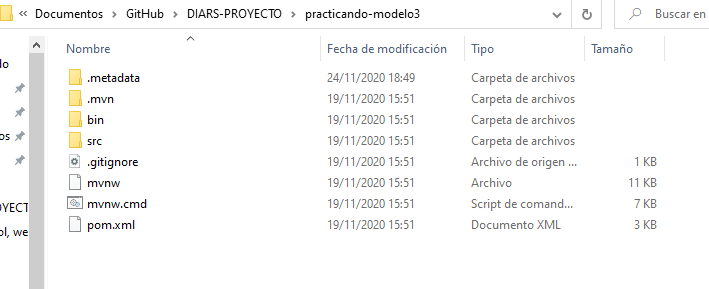 Documentos > GitHub > DIARS-PROYECTO > practicando-modelo3
Buscar en
Nombre Fecha de modificación Tipo Tamaño
.metadata 24/11/2020 18:49 Carpeta de archivos
.mvn 19/11/2020 15:51 Carpeta de archivos
bin 19/11/2020 15:51 Carpeta de archivos
src 19/11/2020 15:51 Carpeta de archivos
.gitignore 19/11/2020 15:51 Archivo de origen ... 1 KB
mvnw 19/11/2020 15:51 Archivo 11 KB
mvnw.cmd 19/11/2020 15:51 Script de comand... 7 KB
pom.xml 19/11/2020 15:51 Documento XML 3 KB
lo
os
OYECT
ol, we